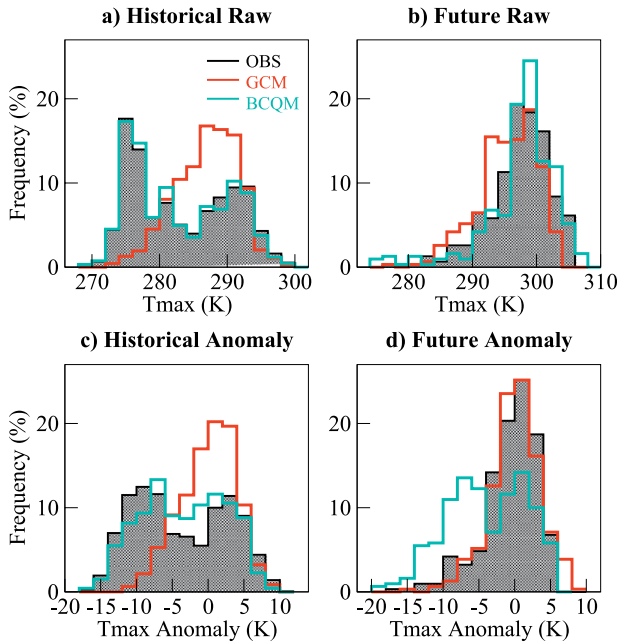 a) Historical Raw
b) Future Raw
OBS
GCM
BCQM
Frequency (%)
20
10
0
270 280 290 300
Tmax (K)
20
10
0
280 290 300 310
Tmax (K)
c) Historical Anomaly
d) Future Anomaly
Frequency (%)
20
10
0
-20 -15 -10 -5 0 5 10
Tmax Anomaly (K)
20
10
0
-20 -15 -10 -5 0 5 10
Tmax Anomaly (K)